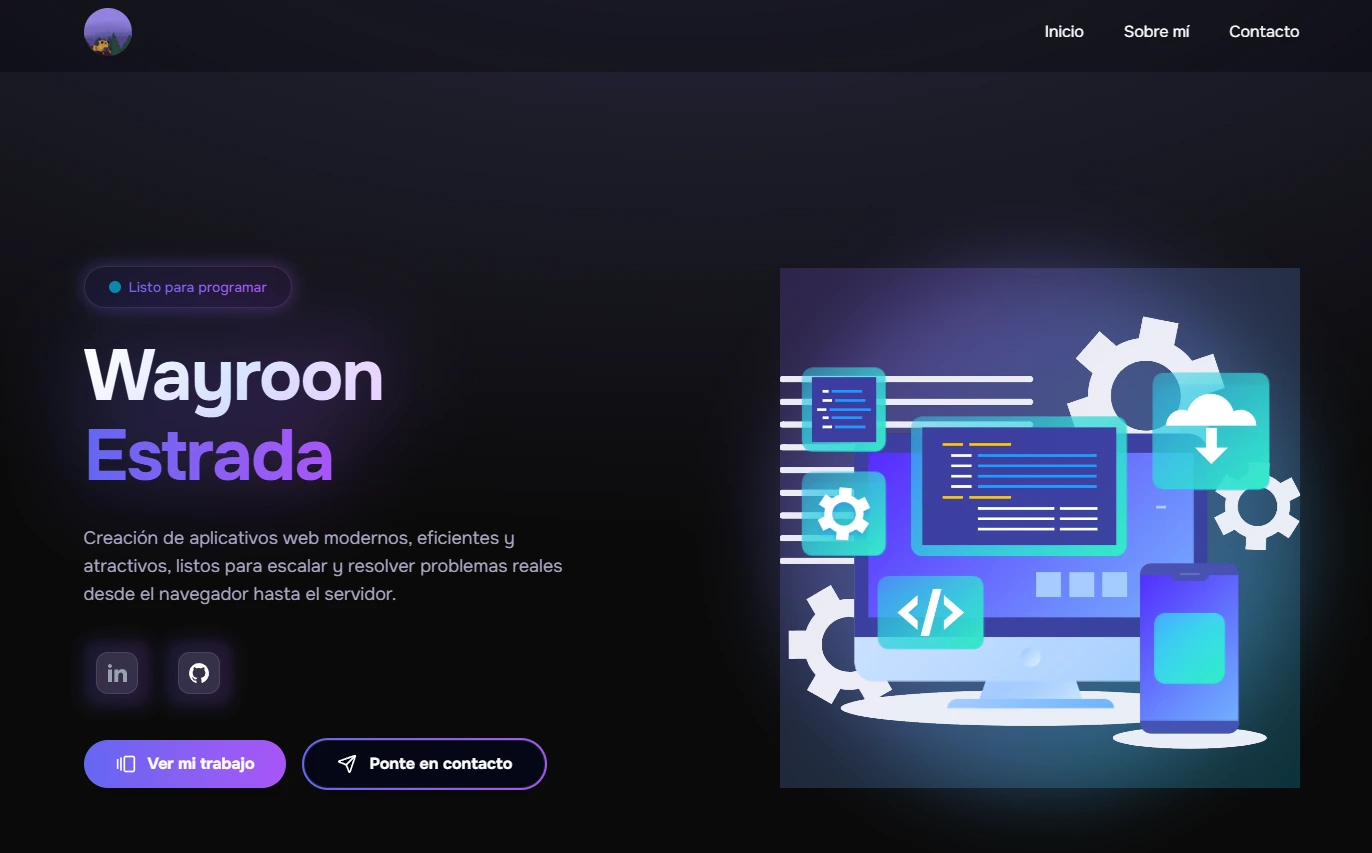 Inicio
Sobre mí
Contacto
Listo para programar
Wayroon
Estrada
Creación de aplicativos web modernos, eficientes y
atractivos, listos para escalar y resolver problemas reales
desde el navegador hasta el servidor.
in
Ver mi trabajo
Ponte en contacto
</>